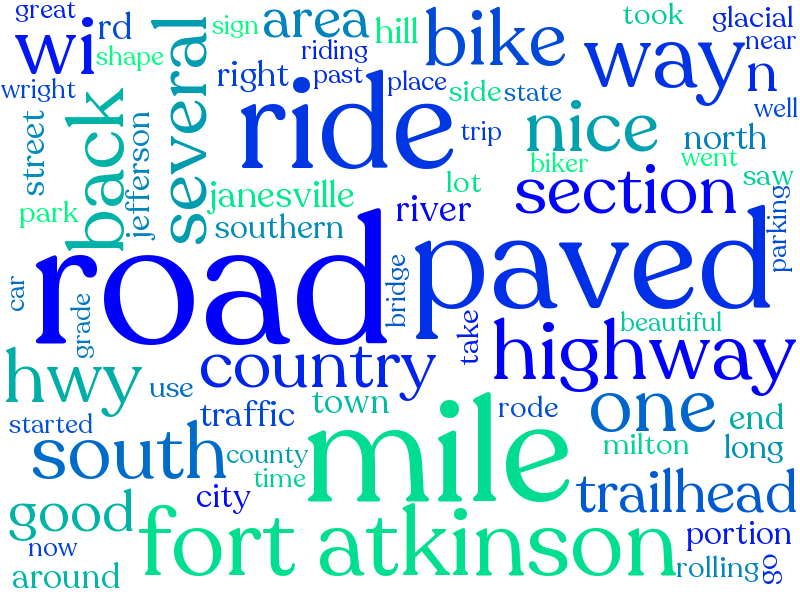 great
wi
rd
shape
wright
several
sign
area
hill
riding
right
past
place
bike
took
glacial
way
near
n
well
ride
side
state
trip
nice
north
street
back
jefferson
park
janesville
southern
river
lot
biker
went
saw
section
parking
road
paved
car
grade
bridge
take
beautiful
highway
hwy
country
use
started
traffic
town
rode
one
end
long
south
county
time
mile
milton
trailhead
city
good
now
around
fort atkinson
portion
rolling
go